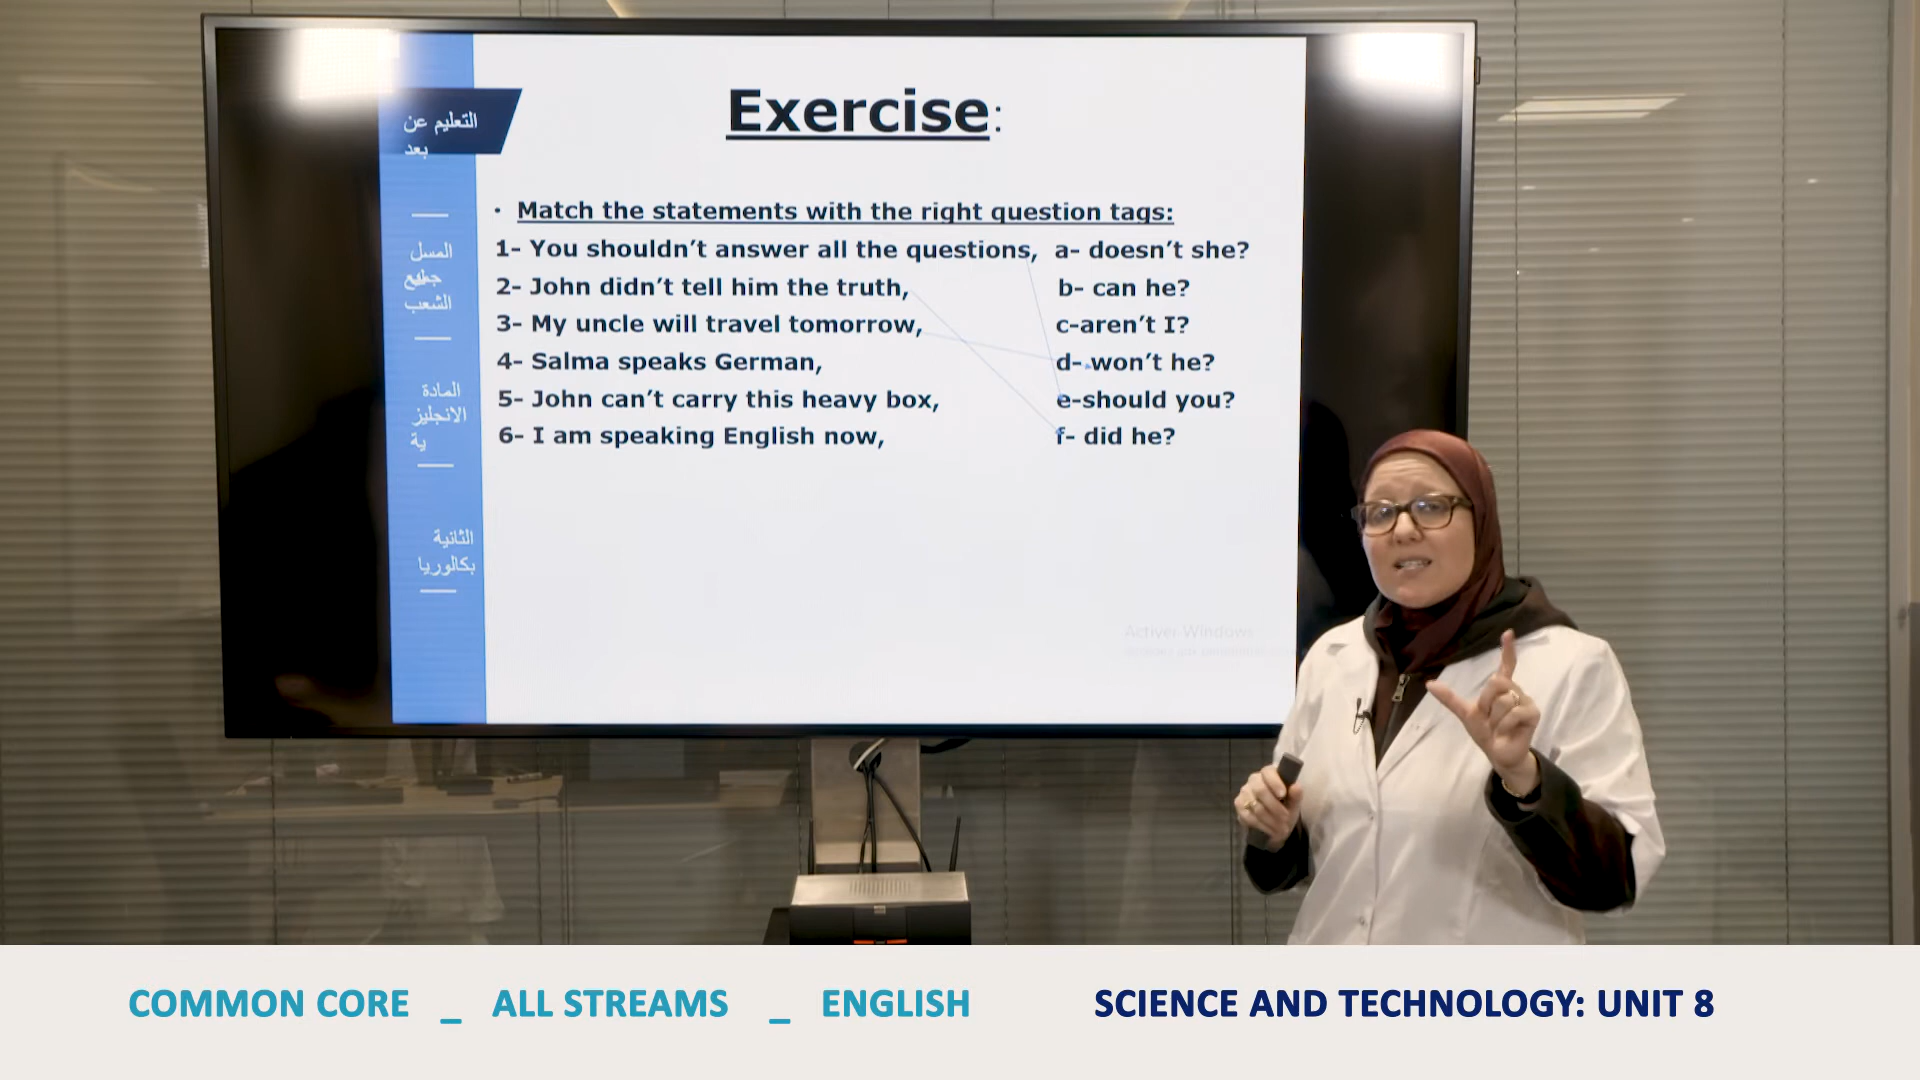 Exercise:
التعليم عن
بعد
المسل
جطيع
الشعب
المادة
الانجليز
ية
الثانية
بكالوريا
• Match the statements with the right question tags:
1- You shouldn’t answer all the questions, a- doesn’t she?
2- John didn’t tell him the truth, b- can he?
3- My uncle will travel tomorrow, c-aren’t I?
4- Salma speaks German, d- won’t he?
5- John can’t carry this heavy box, e-should you?
6- I am speaking English now, f- did he?
Activer Windows
COMMON CORE _ ALL STREAMS _ ENGLISH SCIENCE AND TECHNOLOGY: UNIT 8